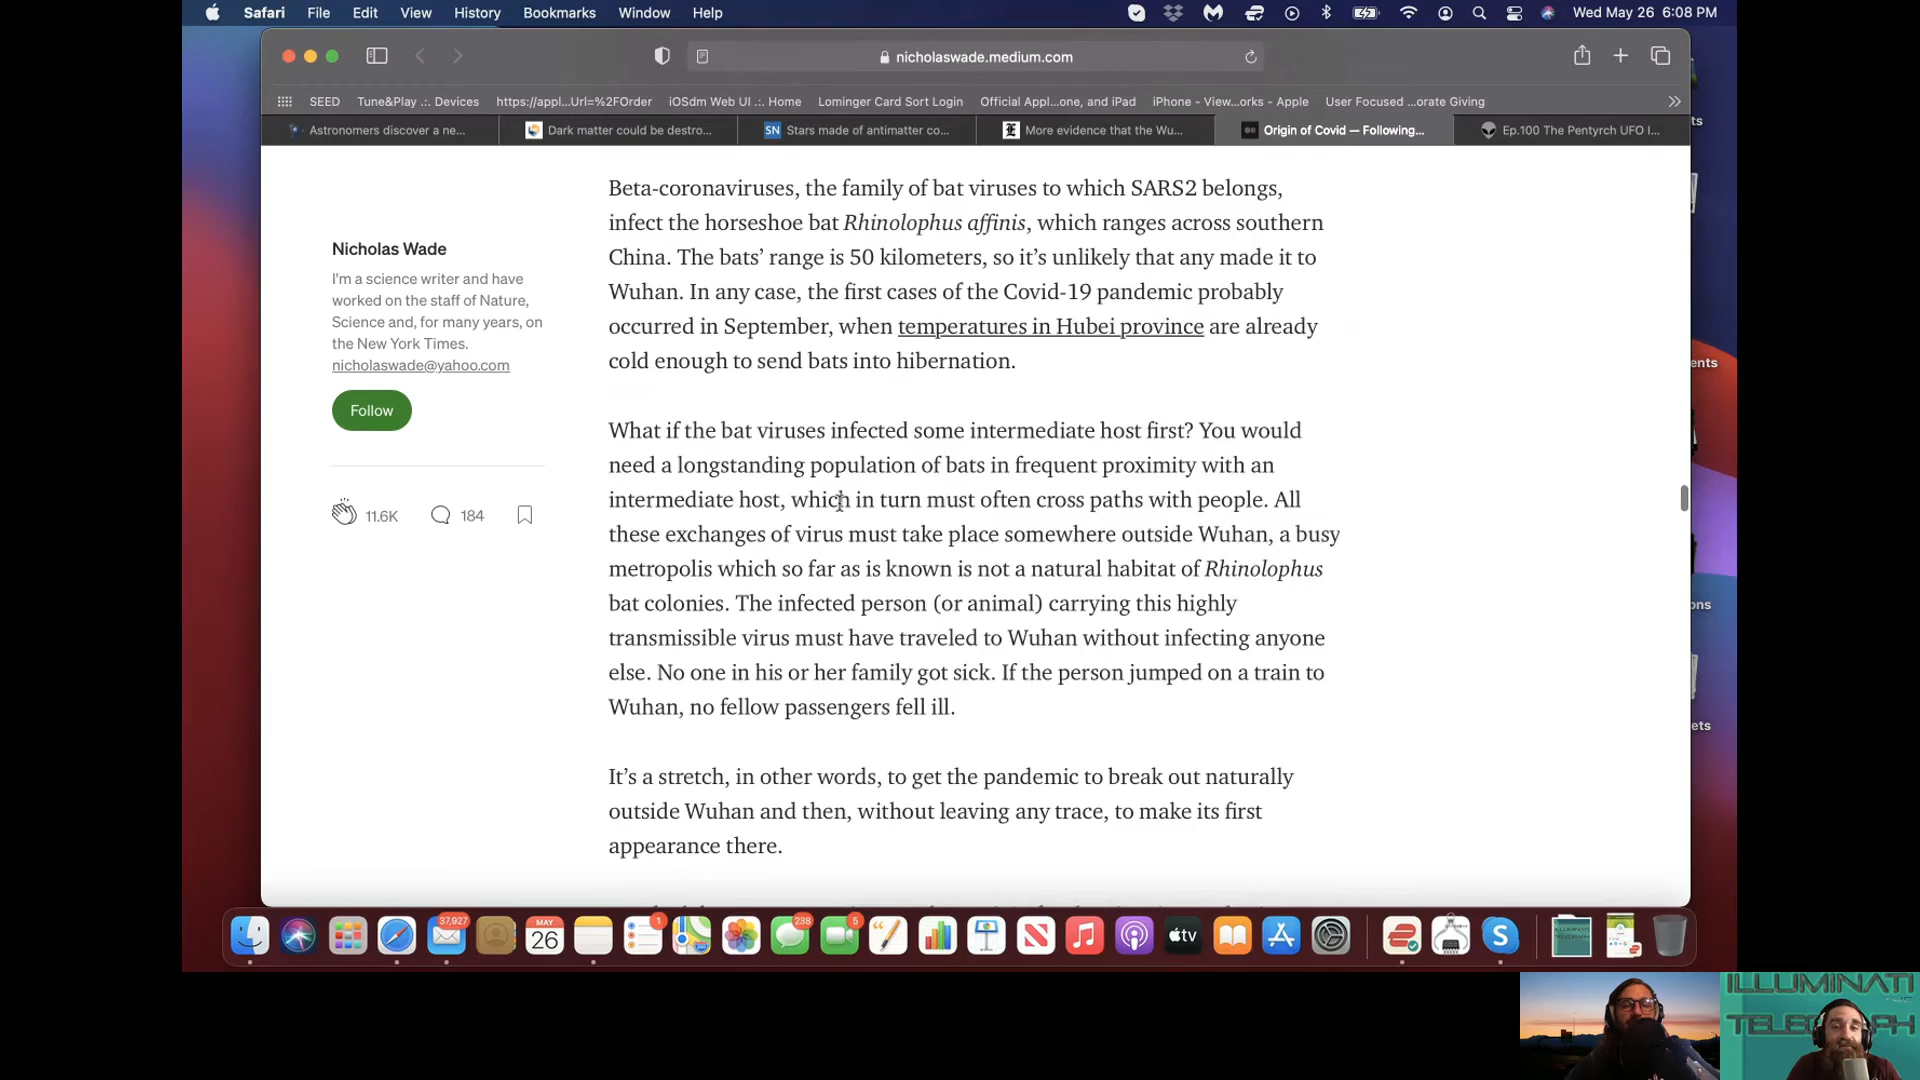 Safari File Edit View History Bookmarks Window Help Wed May 26 6:08 PM
nicholaswade.medium.com
SEED Tune&Play .:. Devices https://appl...Url=%2FOrder iOSdm Web UI .:. Home Lominger Card Sort Login Official Appl...one, and iPad iPhone - View...orks - Apple User Focused ...orate Giving
Astronomers discover a ne... Dark matter could be destro... SN Stars made of antimatter co... More evidence that the Wu... Origin of Covid — Following... Ep.100 The Pentyrch UFO I...
Nicholas Wade
I'm a science writer and have
worked on the staff of Nature,
Science and, for many years, on
the New York Times.
nicholaswade@yahoo.com
Follow
11.6K 184
Beta-coronaviruses, the family of bat viruses to which SARS2 belongs,
infect the horseshoe bat Rhinolophus affinis, which ranges across southern
China. The bats’ range is 50 kilometers, so it’s unlikely that any made it to
Wuhan. In any case, the first cases of the Covid-19 pandemic probably
occurred in September, when temperatures in Hubei province are already
cold enough to send bats into hibernation.
What if the bat viruses infected some intermediate host first? You would
need a longstanding population of bats in frequent proximity with an
intermediate host, which in turn must often cross paths with people. All
these exchanges of virus must take place somewhere outside Wuhan, a busy
metropolis which so far as is known is not a natural habitat of Rhinolophus
bat colonies. The infected person (or animal) carrying this highly
transmissible virus must have traveled to Wuhan without infecting anyone
else. No one in his or her family got sick. If the person jumped on a train to
Wuhan, no fellow passengers fell ill.
It’s a stretch, in other words, to get the pandemic to break out naturally
outside Wuhan and then, without leaving any trace, to make its first
appearance there.
37,927 MAY 26 1 238 5 tv
ILLUMINATI